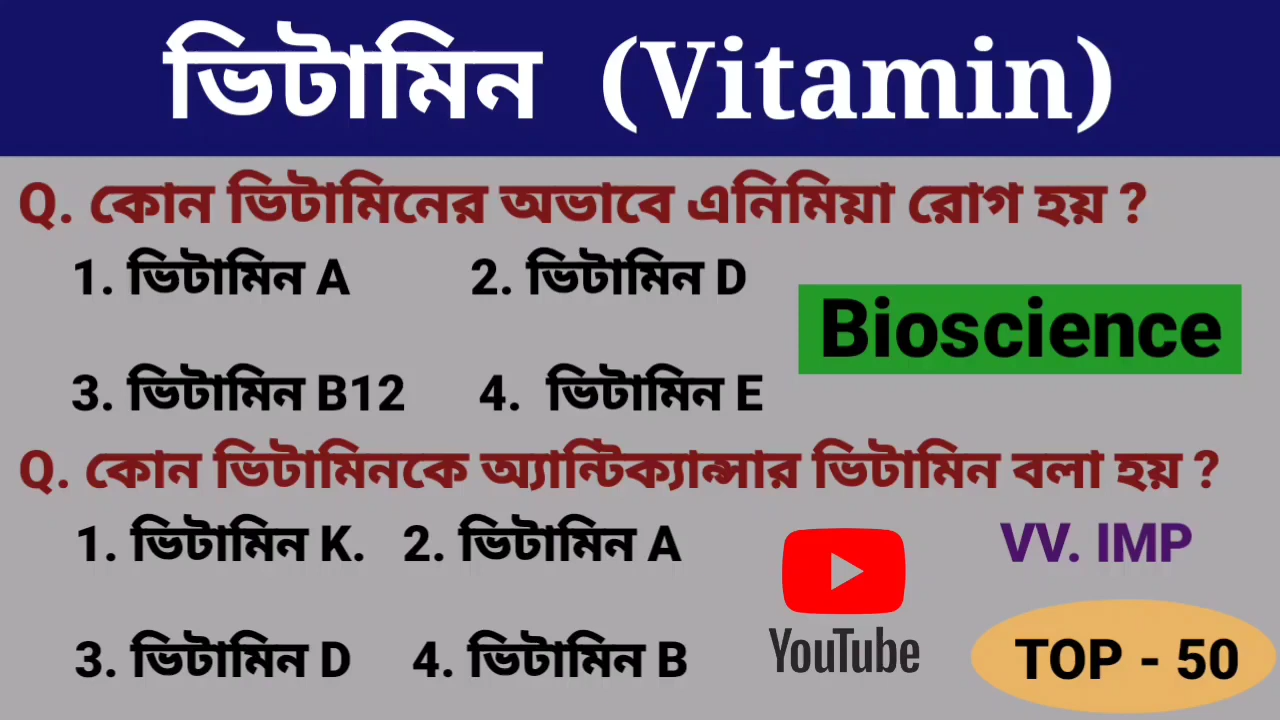 ভিটামিন (Vitamin)
Q. কোন ভিটামিনের অভাবে এনিমিয়া রোগ হয় ?
1. ভিটামিন A 2. ভিটামিন D
Bioscience
3. ভিটামিন B12 4. ভিটামিন E
Q. কোন ভিটামিনকে অ্যান্টিক্যান্সার ভিটামিন বলা হয় ?
1. ভিটামিন K. 2. ভিটামিন A
VV. IMP
3. ভিটামিন D 4. ভিটামিন B
YouTube
TOP - 50